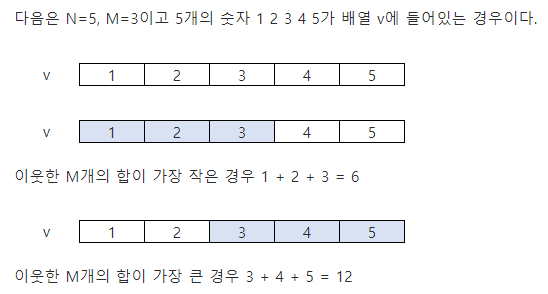 다음은 N=5, M=3이고 5개의 숫자 1 2 3 4 5가 배열 v에 들어있는 경우이다.
v 1 2 3 4 5
v 1 2 3 4 5
이웃한 M개의 합이 가장 작은 경우 1 + 2 + 3 = 6
v 1 2 3 4 5
이웃한 M개의 합이 가장 큰 경우 3 + 4 + 5 = 12